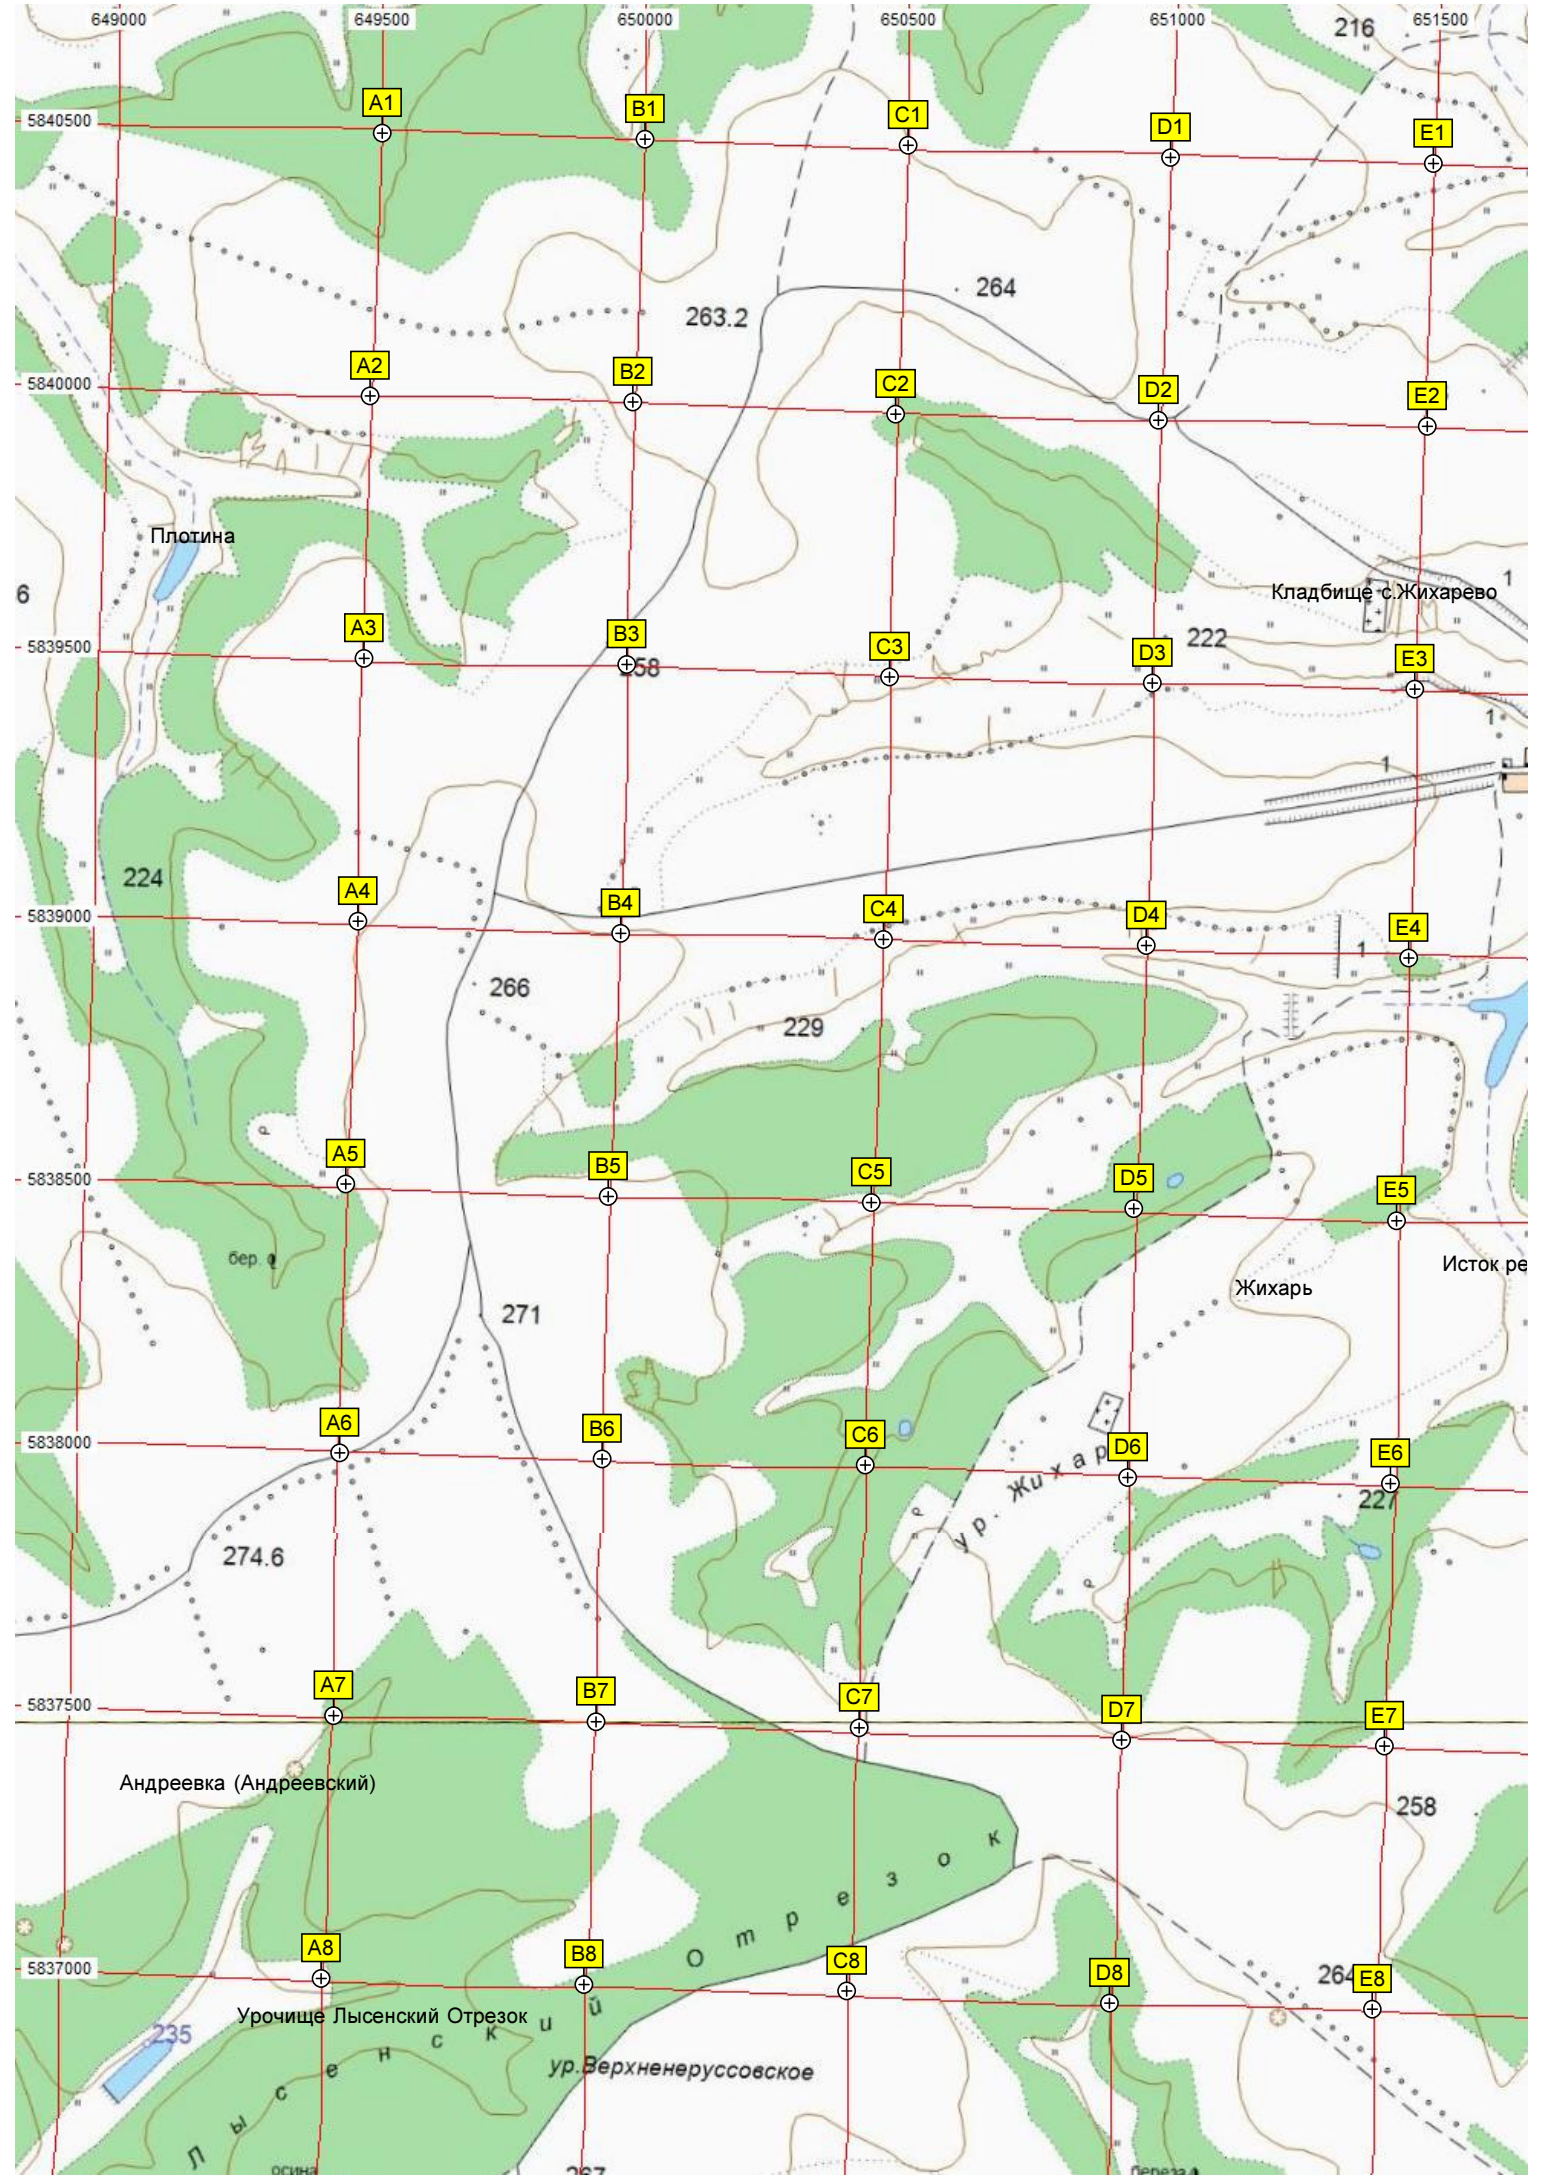 649000 649500 650000 650500 651000 651500
216
5840500
A1 B1 C1 D1 E1
264
263.2
5840000
A2 B2 C2 D2 E2
Плотина
6
Кладбище с.Жихарево
1
5839500
A3 B3 C3 D3 E3
222
258
1
1
224
5839000
A4 B4 C4 D4 E4
1
266
229
5838500
A5 B5 C5 D5 E5
бер.
Исток ре
Жихарь
271
5838000
A6 B6 C6 D6 E6
ур. Жихар
227
274.6
5837500
A7 B7 C7 D7 E7
Андреевка (Андреевский)
258
5837000
A8 B8 C8 D8 E8
264
Лысенский Отрезок
Урочище Лысенский Отрезок
235
ур.Верхненеруссовское
осина
267
береза